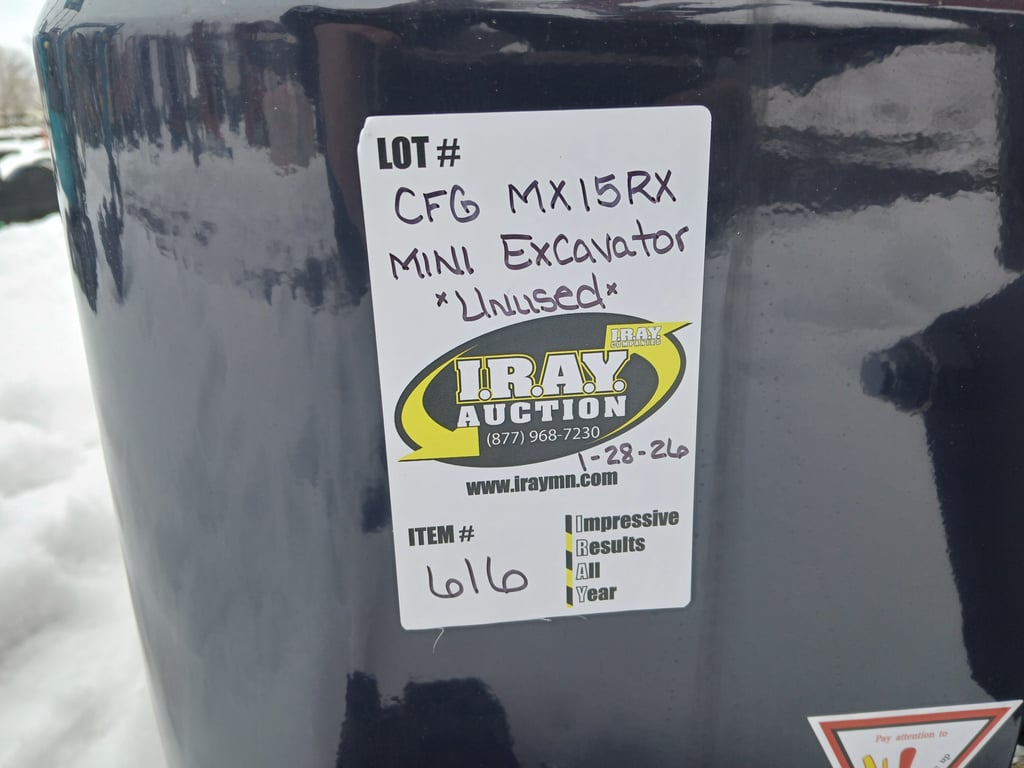 LOT #
CFG MX15RX
MINI Excavator
*Unused*
I.R.A.Y.
COMPANIES
I.R.A.Y.
AUCTION
(877) 968-7230
1-28-26
www.iraymn.com
ITEM #
616
Impressive
Results
All
Year
Pay attention to
up